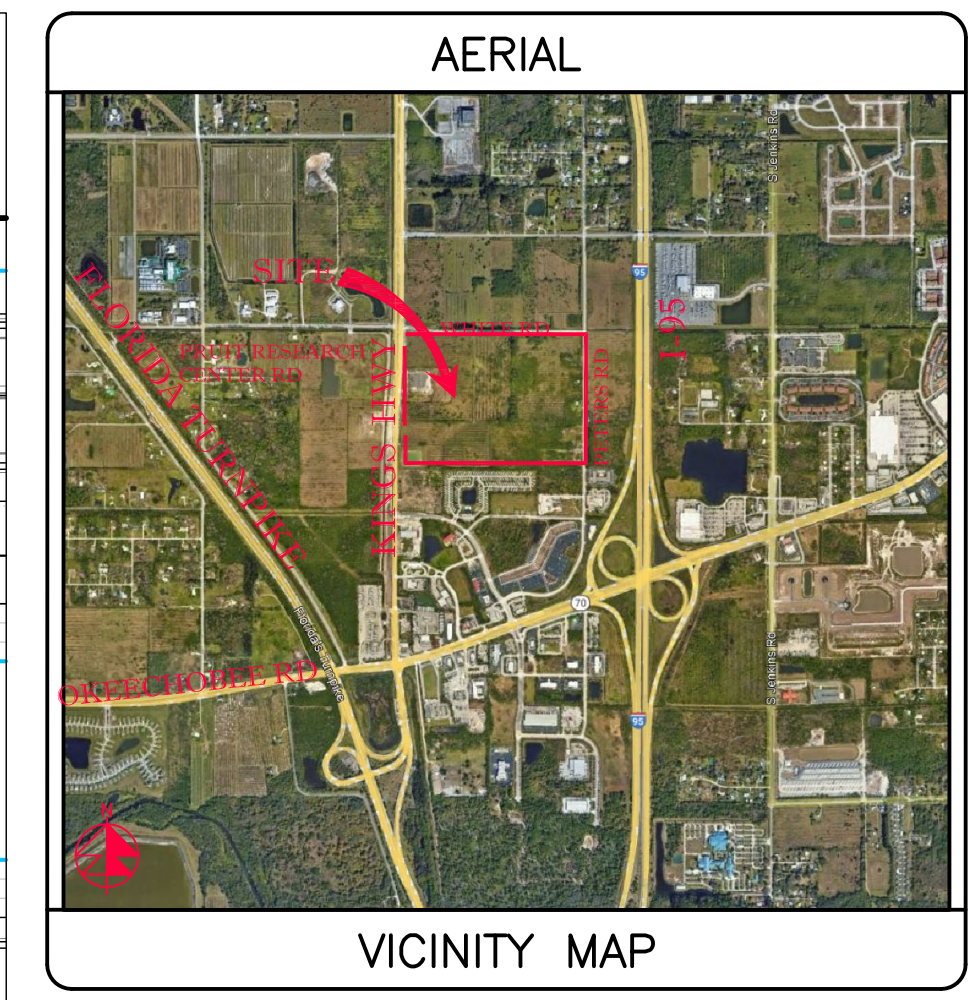 AERIAL
S Jenkins Rd
SITE
95
FLORIDA TURNPIKE
I-95
WHITE RD
PRUIT RESEARCH
CENTER RD
KINGS HWY
PETERS RD
70
Florida's Turnpike
OKEECHOBEE RD
S Jenkins Rd
95
N
VICINITY MAP